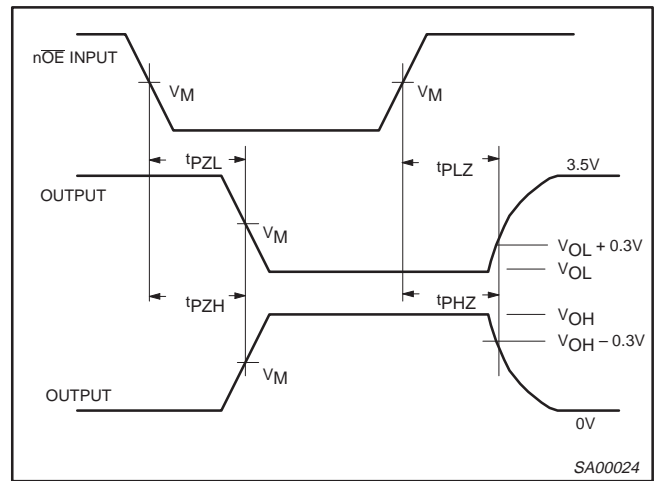 nOE INPUT
VM
VM
tPZL
tPLZ
3.5V
OUTPUT
VM
VOL + 0.3V
VOL
tPZH
tPHZ
VOH
VOH – 0.3V
VM
OUTPUT
0V
SA00024